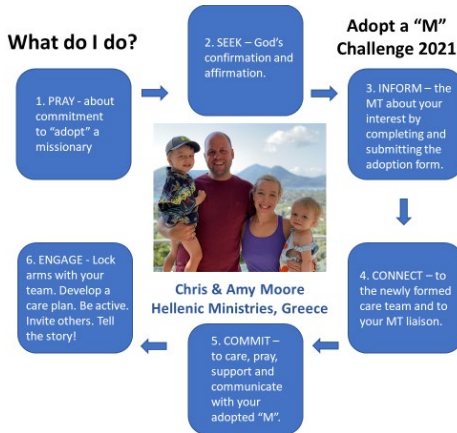 What do I do?
Adopt a “M”
Challenge 2021
1. PRAY - about
commitment
to “adopt” a
missionary
2. SEEK – God’s
confirmation and
affirmation.
3. INFORM – the
MT about your
interest by
completing and
submitting the
adoption form.
4. CONNECT – to
the newly formed
care team and to
your MT liaison.
5. COMMIT –
to care, pray,
support and
communicate
with your
adopted “M”.
6. ENGAGE - Lock
arms with your
team. Develop a
care plan. Be active.
Invite others. Tell
the story!
Chris & Amy Moore
Hellenic Ministries, Greece